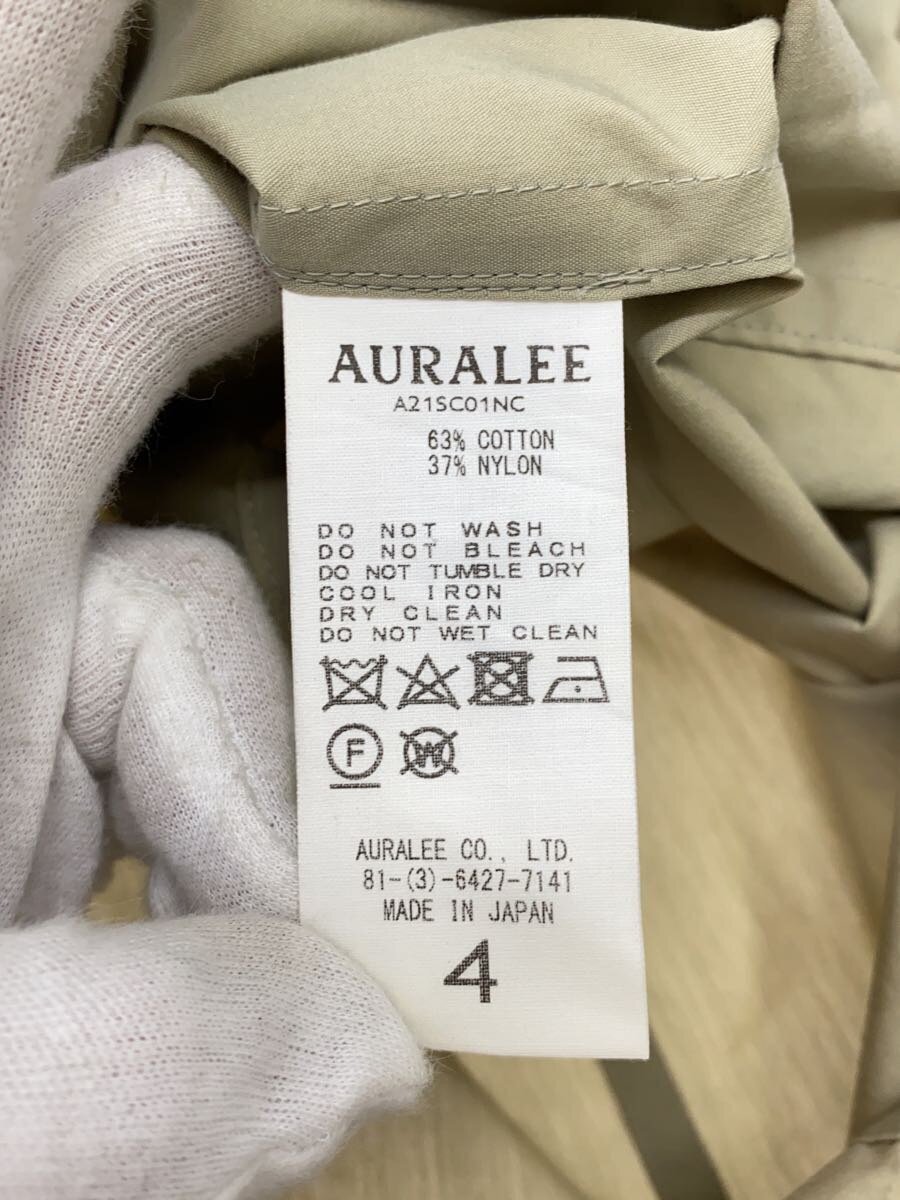 AURALEE
A21SC01NC
63% COTTON
37% NYLON
DO NOT WASH
DO NOT BLEACH
DO NOT TUMBLE DRY
COOL IRON
DRY CLEAN
DO NOT WET CLEAN
F W
AURALEE CO., LTD.
81-(3)-6427-7141
MADE IN JAPAN
4